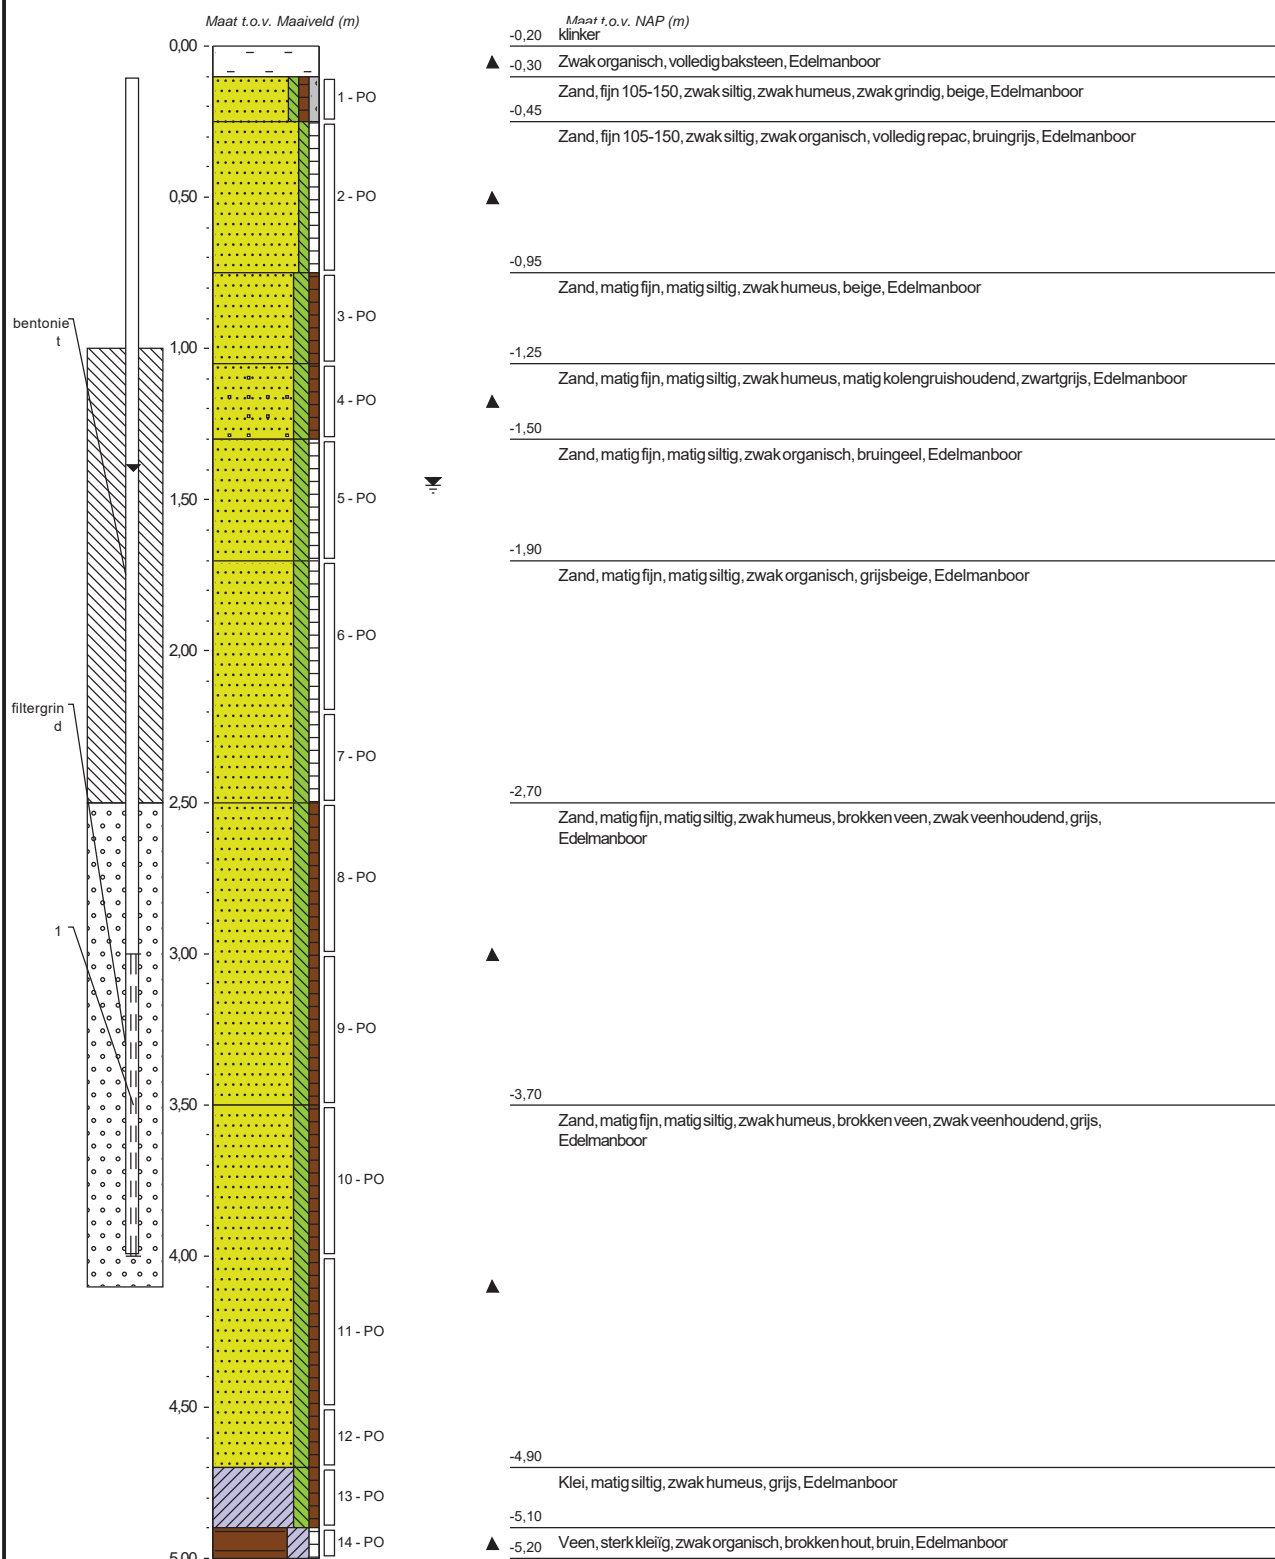 Maat t.o.v. Maaiveld (m)
Maat t.o.v. NAP (m)
-0,20 klinker
0,00
-0,30 Zwak organisch, volledig baksteen, Edelmanboor
1 - PO
Zand, fijn 105-150, zwak siltig, zwak humeus, zwak grindig, beige, Edelmanboor
-0,45
Zand, fijn 105-150, zwak siltig, zwak organisch, volledig repac, bruingrijs, Edelmanboor
0,50
2 - PO
-0,95
Zand, matig fijn, matig siltig, zwak humeus, beige, Edelmanboor
3 - PO
bentonie
t
1,00
-1,25
Zand, matig fijn, matig siltig, zwak humeus, matig kolengruishoudend, zwartgrijs, Edelmanboor
4 - PO
-1,50
Zand, matig fijn, matig siltig, zwak organisch, bruingeel, Edelmanboor
1,50
5 - PO
-1,90
Zand, matig fijn, matig siltig, zwak organisch, grijsbeige, Edelmanboor
6 - PO
2,00
filtergrin
d
7 - PO
2,50
-2,70
Zand, matig fijn, matig siltig, zwak humeus, brokken veen, zwak veenhoudend, grijs,
Edelmanboor
8 - PO
1
3,00
9 - PO
3,50
-3,70
Zand, matig fijn, matig siltig, zwak humeus, brokken veen, zwak veenhoudend, grijs,
Edelmanboor
10 - PO
4,00
11 - PO
4,50
12 - PO
-4,90
Klei, matig siltig, zwak humeus, grijs, Edelmanboor
13 - PO
-5,10
14 - PO
-5,20 Veen, sterk kleiïg, zwak organisch, brokken hout, bruin, Edelmanboor
5,00